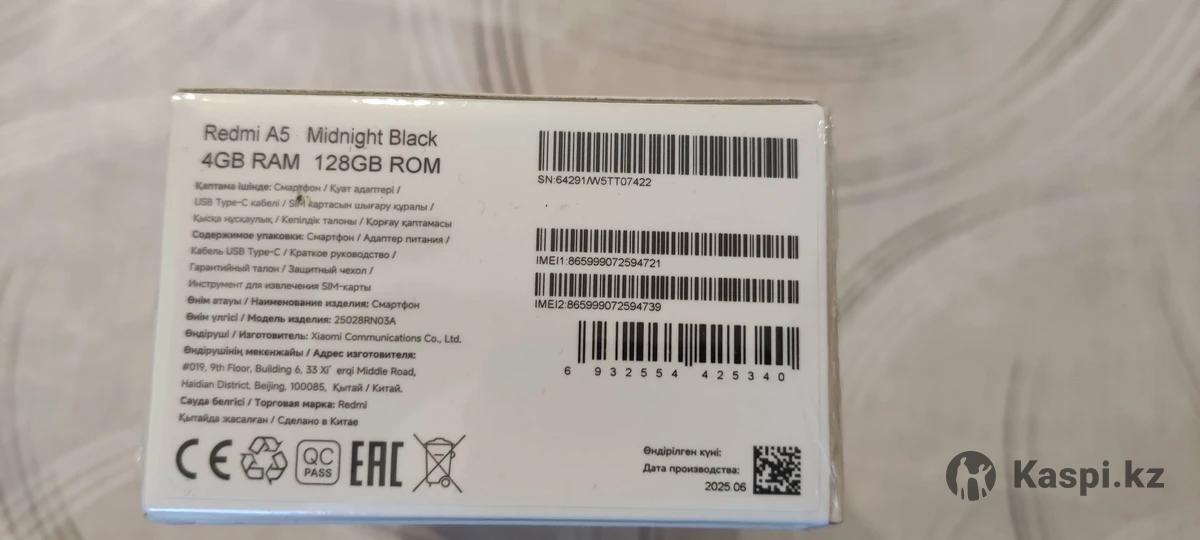 Redmi A5 Midnight Black
4GB RAM 128GB ROM
Қаптама ішінде: Смартфон / Қуат адаптері /
USB Type-C кабелі / SIM картасын шығару құралы /
Қысқа нұсқаулық / Кепілдік талоны / Қорғау қаптамасы
Содержимое упаковки: Смартфон / Адаптер питания /
Кабель USB Type-C / Краткое руководство /
Гарантийный талон / Защитный чехол /
Инструмент для извлечения SIM-карты
Өнім атауы / Наименование изделия: Смартфон
Өнім үлгісі / Модель изделия: 25028RN03A
Өндіруші / Изготовитель: Xiaomi Communications Co., Ltd.
Өндірушінің мекенжайы / Адрес изготовителя:
#019, 9th Floor, Building 6, 33 Xi' erqi Middle Road,
Haidian District, Beijing, 100085, Қытай / Китай.
Сауда белгісі / Торговая марка: Redmi
Қытайда жасалған / Сделано в Китае
CE QC PASS EAC
SN:64291/W5TT07422
IMEI1:865999072594721
IMEI2:865999072594739
6 932554 425340
Өндірілген күні:
Дата производства:
2025.06
Kaspi.kz